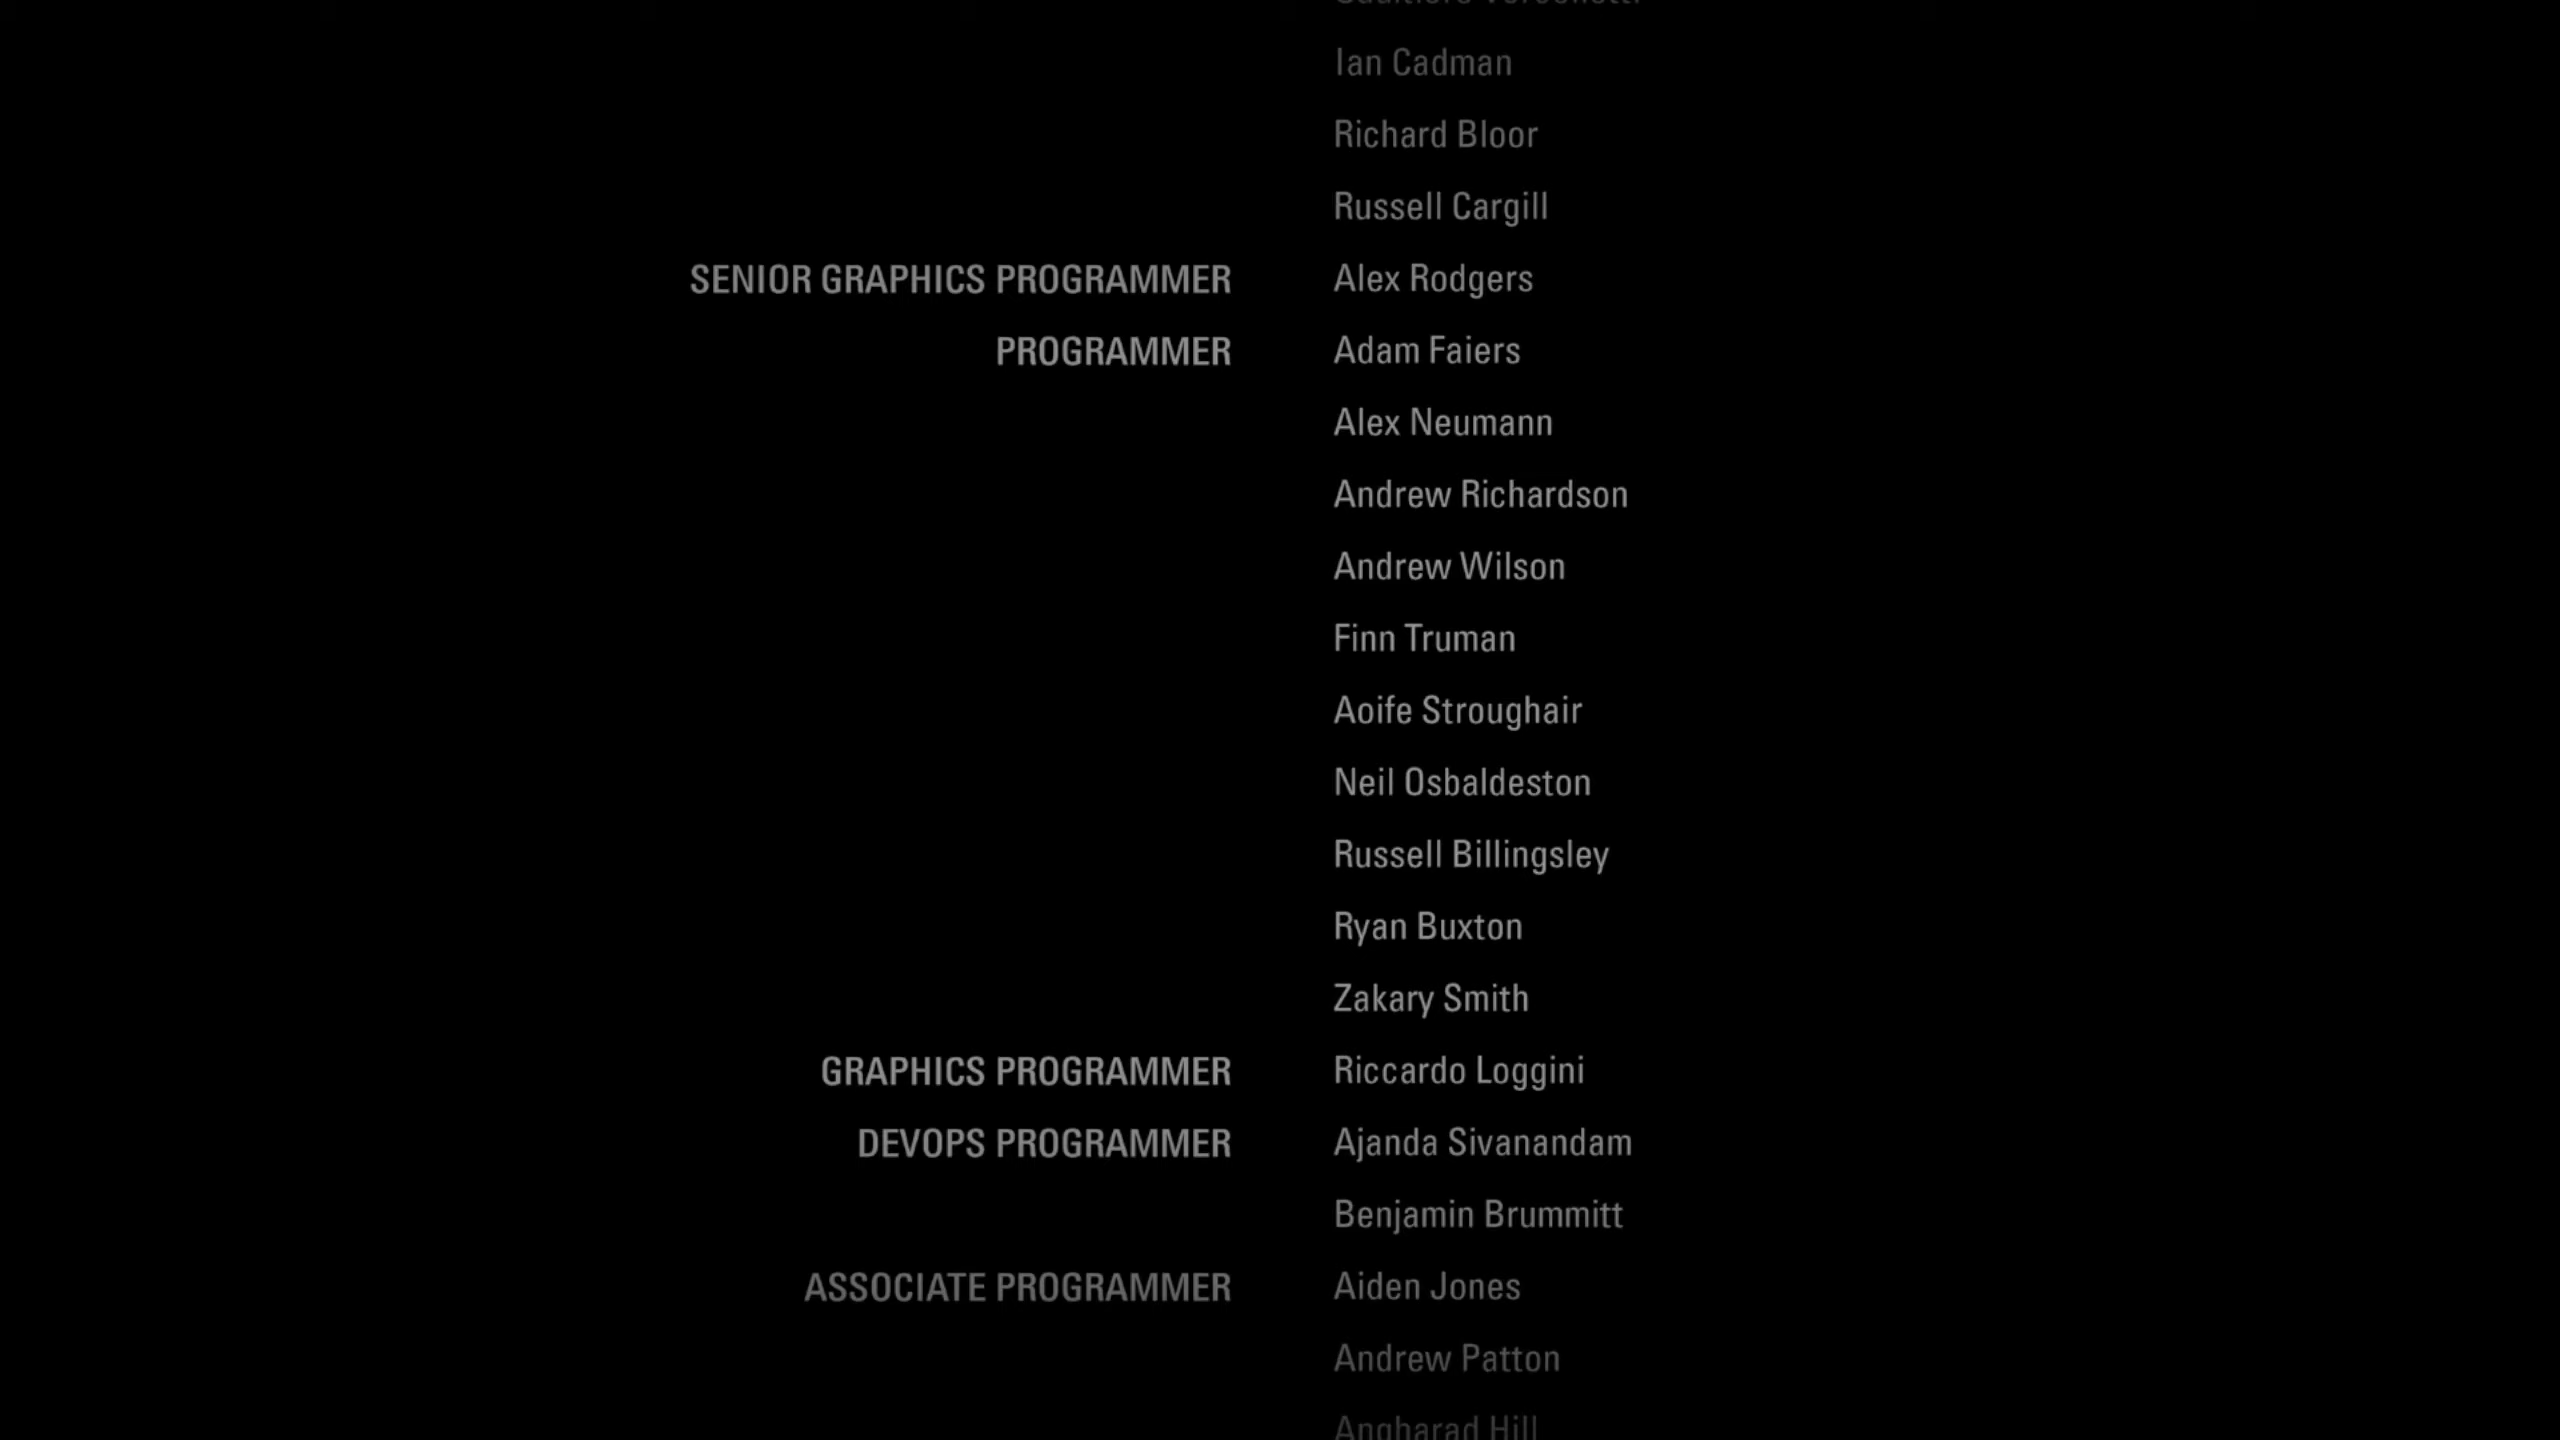 Ian Cadman
Richard Bloor
Russell Cargill
SENIOR GRAPHICS PROGRAMMER Alex Rodgers
PROGRAMMER Adam Faiers
Alex Neumann
Andrew Richardson
Andrew Wilson
Finn Truman
Aoife Stroughair
Neil Osbaldeston
Russell Billingsley
Ryan Buxton
Zakary Smith
GRAPHICS PROGRAMMER Riccardo Loggini
DEVOPS PROGRAMMER Ajanda Sivanandam
Benjamin Brummitt
ASSOCIATE PROGRAMMER Aiden Jones
Andrew Patton
Angharad Hill